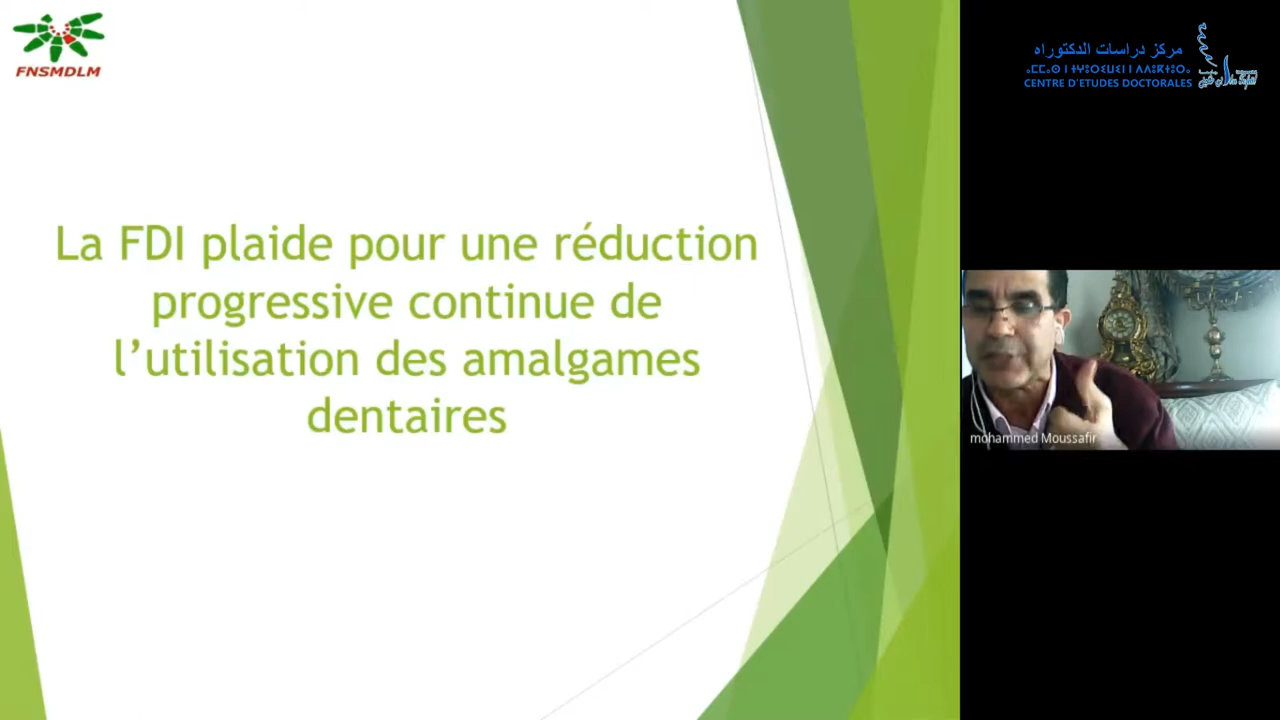 FNSMDLM
La FDI plaide pour une réduction
progressive continue de
l’utilisation des amalgames
dentaires
مركز دراسات الدكتوراه
CENTRE D'ETUDES DOCTORALES
mohammed Moussafir